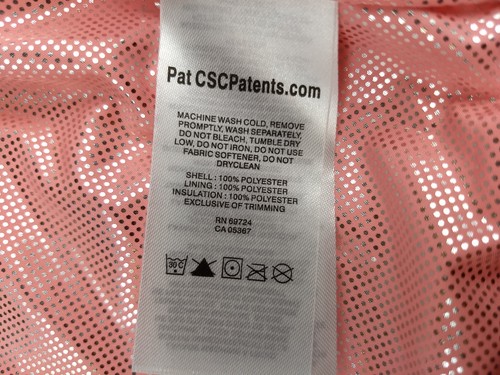 Pat CSCPatents.com
MACHINE WASH COLD, REMOVE
PROMPTLY, WASH SEPARATELY,
DO NOT BLEACH, TUMBLE DRY
LOW, DO NOT IRON, DO NOT USE
FABRIC SOFTENER, DO NOT
DRYCLEAN
SHELL : 100% POLYESTER
LINING : 100% POLYESTER
INSULATION : 100% POLYESTER
EXCLUSIVE OF TRIMMING
RN 69724
CA 05367
30 C